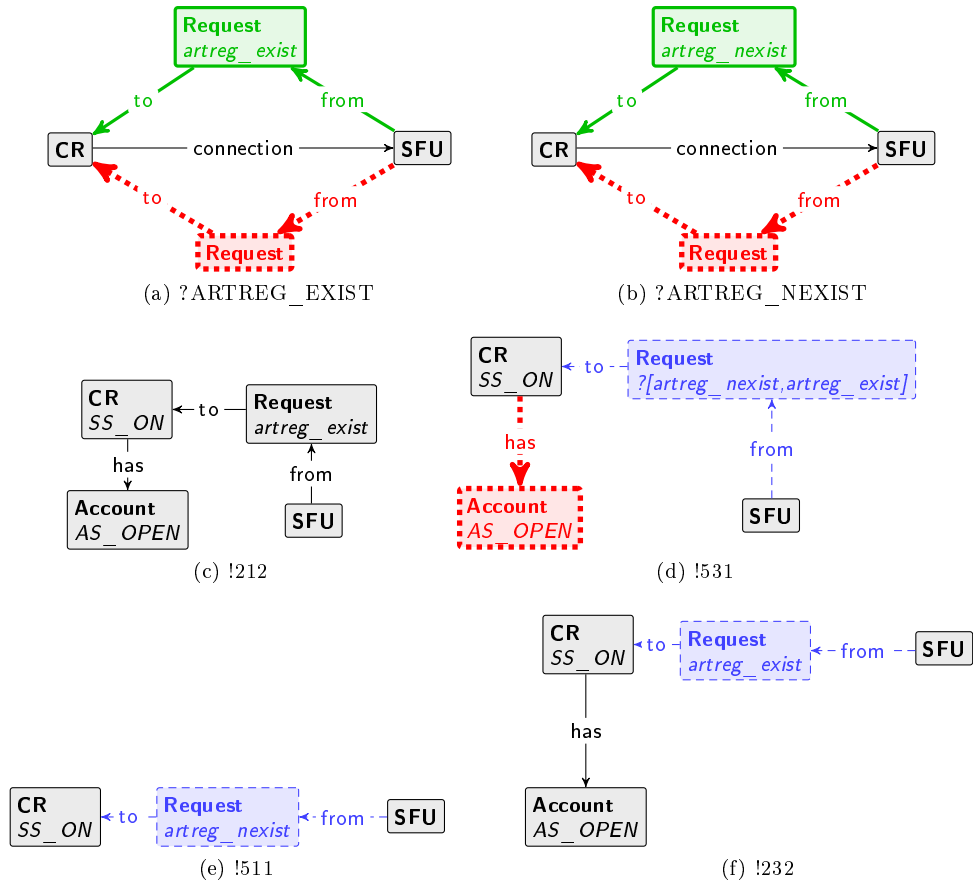 Request
artreg_exist
to
from
CR
connection
SFU
to
from
Request
(a) ?ARTREG_EXIST
Request
artreg_nexist
to
from
CR
connection
SFU
to
from
Request
(b) ?ARTREG_NEXIST
CR
SS_ON
to
Request
artreg_exist
has
from
Account
AS_OPEN
SFU
(c) !212
CR
SS_ON
to
Request
?[artreg_nexist,artreg_exist]
has
from
Account
AS_OPEN
SFU
(d) !531
CR
SS_ON
to
Request
artreg_nexist
from
SFU
(e) !511
CR
SS_ON
to
Request
artreg_exist
from
SFU
has
Account
AS_OPEN
(f) !232